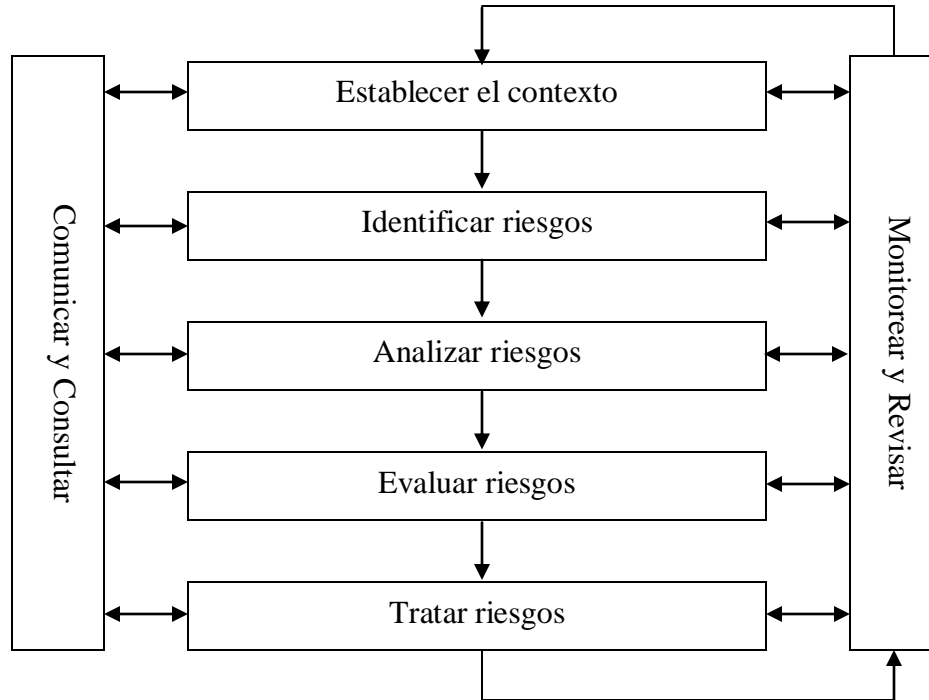 Establecer el contexto
Identificar riesgos
Analizar riesgos
Evaluar riesgos
Tratar riesgos
Comunicar y Consultar
Monitorear y Revisar